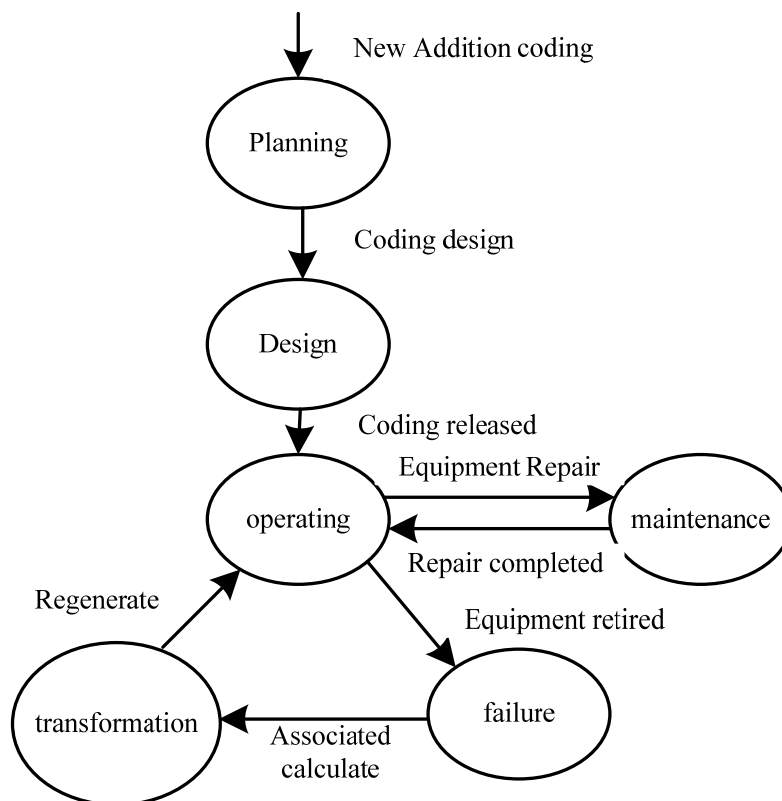 New Addition coding
Planning
Coding design
Design
Coding released
Equipment Repair
operating
maintenance
Repair completed
Regenerate
Equipment retired
transformation
failure
Associated
calculate